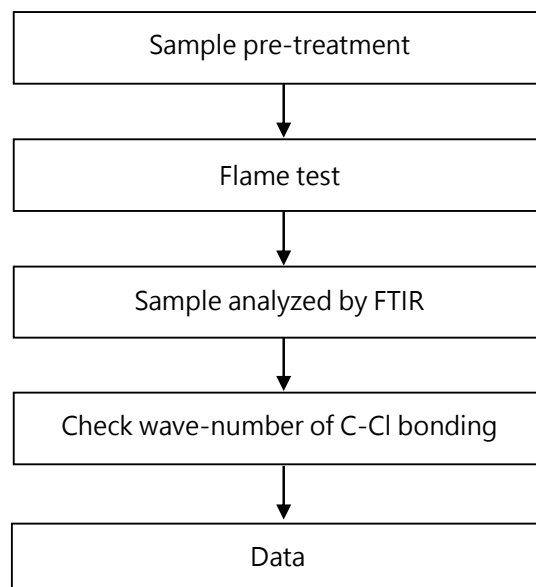 Sample pre-treatment
Flame test
Sample analyzed by FTIR
Check wave-number of C-Cl bonding
Data